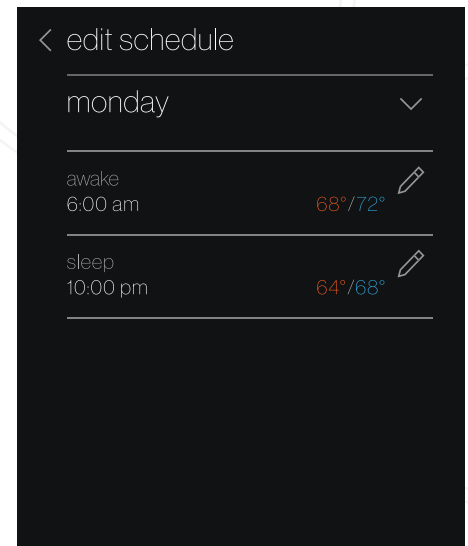 edit schedule
monday
awake
6:00 am 68°/72°
sleep
10:00 pm 64°/68°